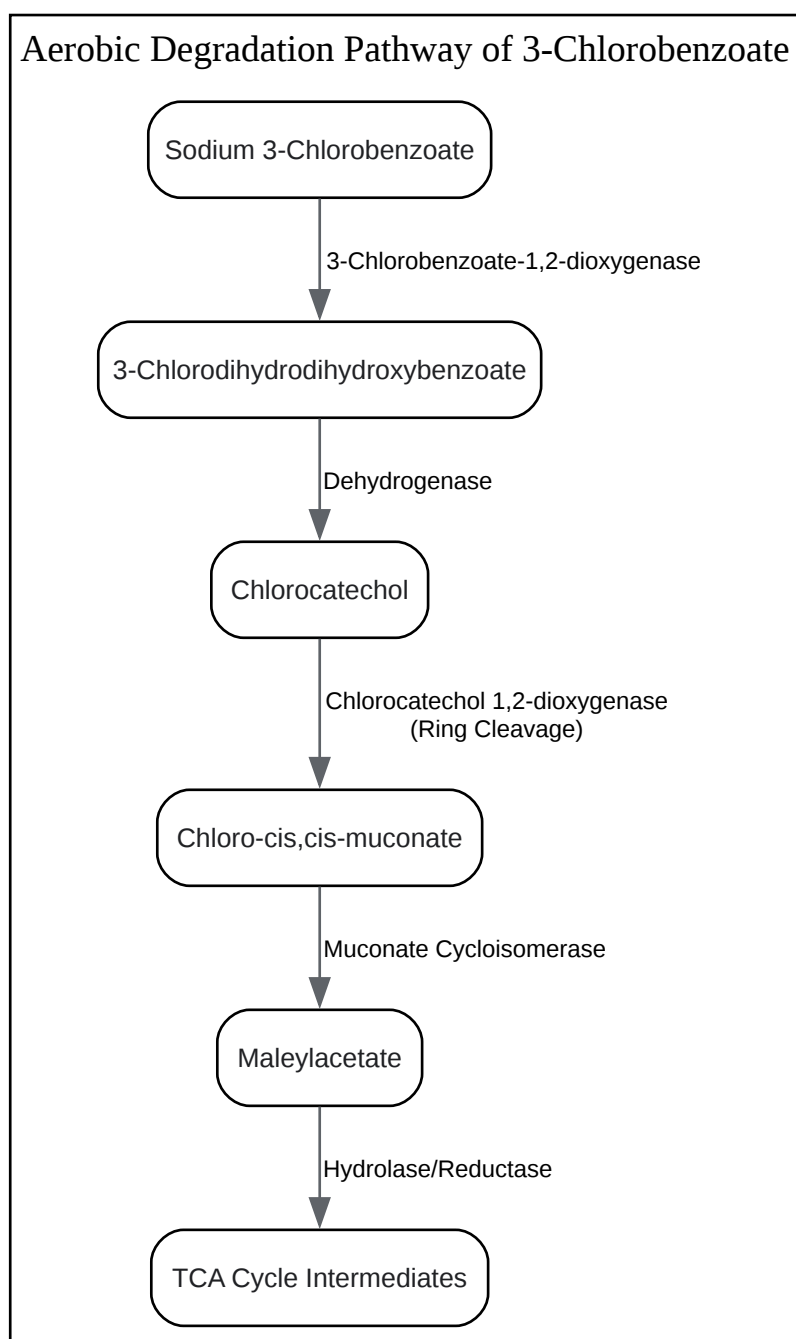 Aerobic Degradation Pathway of 3-Chlorobenzoate
Sodium 3-Chlorobenzoate
3-Chlorobenzoate-1,2-dioxygenase
3-Chlorodihydrodihydroxybenzoate
Dehydrogenase
Chlorocatechol
Chlorocatechol 1,2-dioxygenase
(Ring Cleavage)
Chloro-cis,cis-muconate
Muconate Cycloisomerase
Maleylacetate
Hydrolase/Reductase
TCA Cycle Intermediates